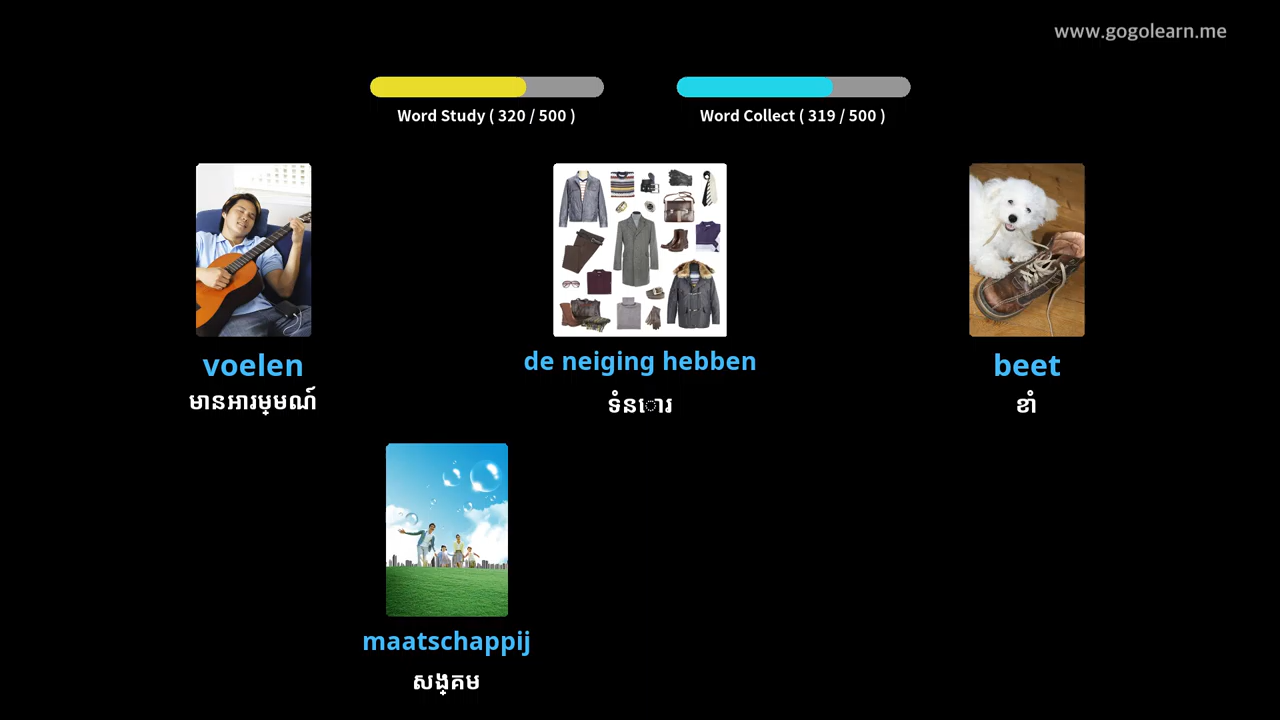 www.gogolearn.me
Word Study ( 320 / 500 )
Word Collect ( 319 / 500 )
voelen
មានអារម្មណ៍
de neiging hebben
ទំនោរ
beet
ខាំ
maatschappij
សង្គម